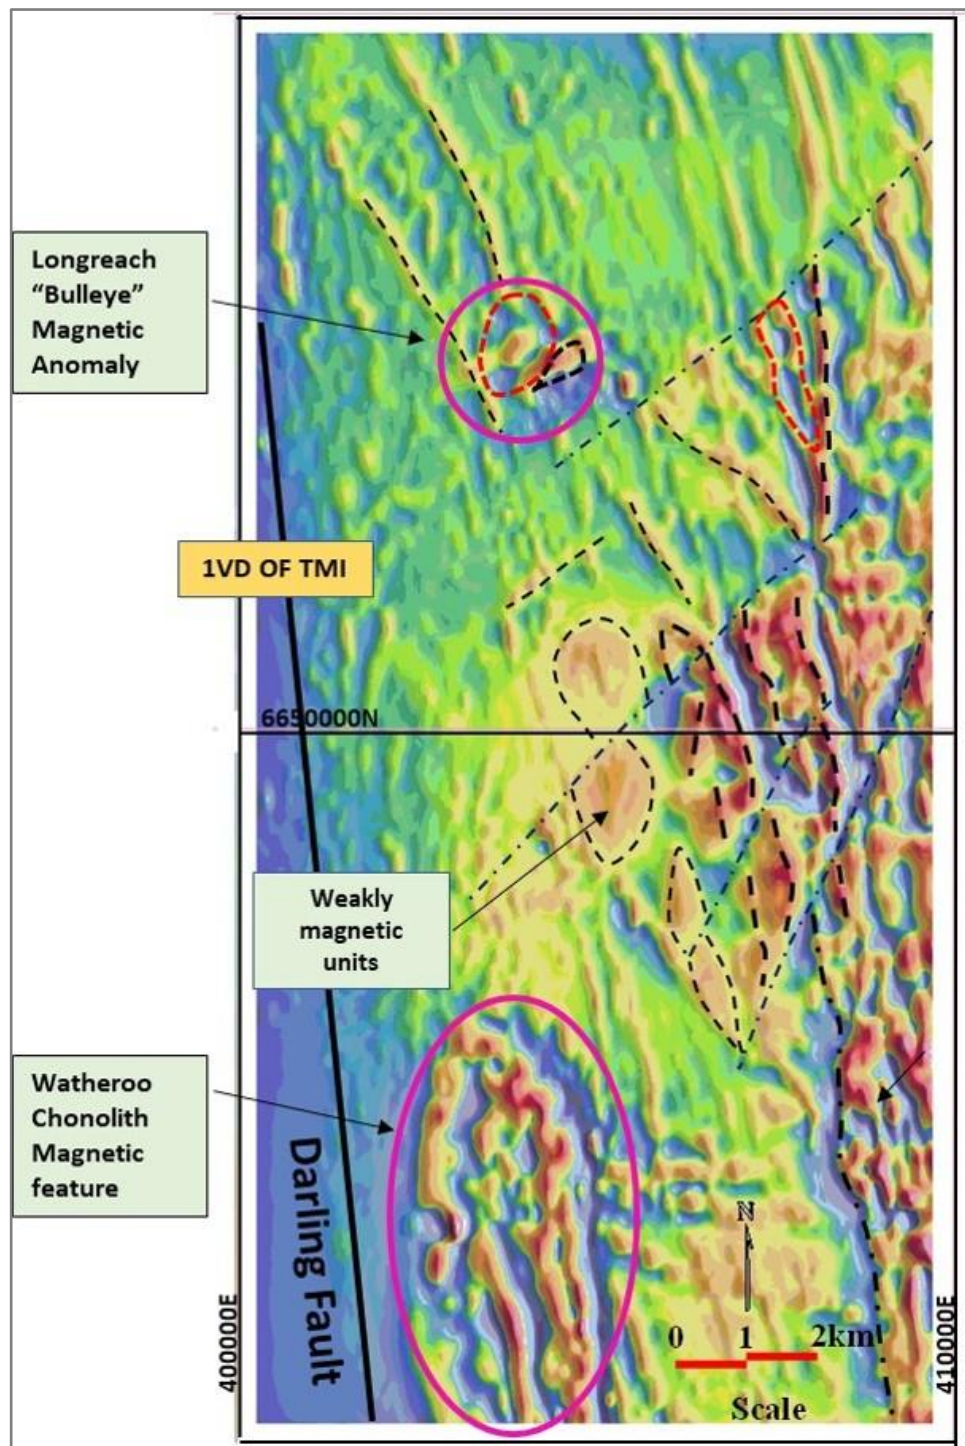 Longreach
“Bulleye”
Magnetic
Anomaly
1VD OF TMI
6650000N
Weakly
magnetic
units
Watheroo
Chonolith
Magnetic
feature
Darling Fault
N
0 1 2km
Scale
400000E
410000E